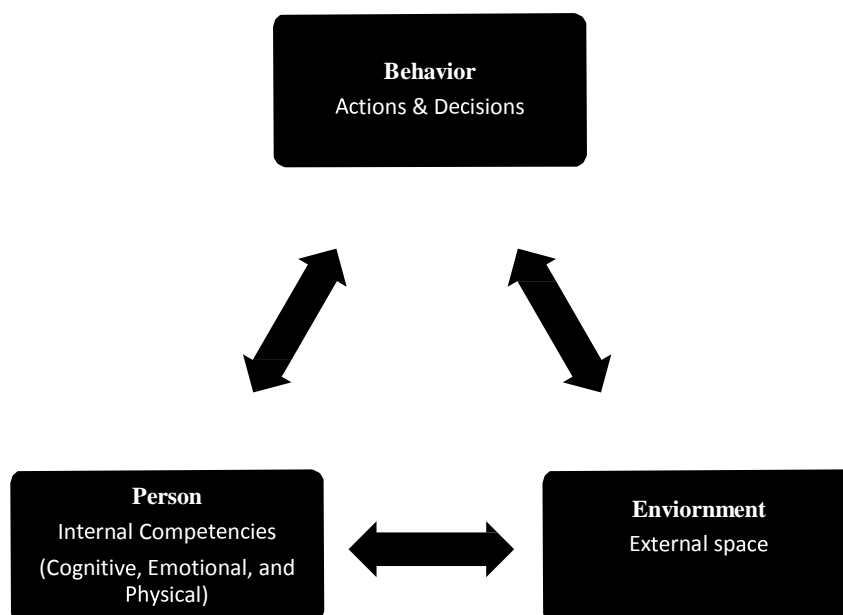 Behavior
Actions & Decisions
Person
Internal Competencies
(Cognitive, Emotional, and
Physical)
Enviornment
External space